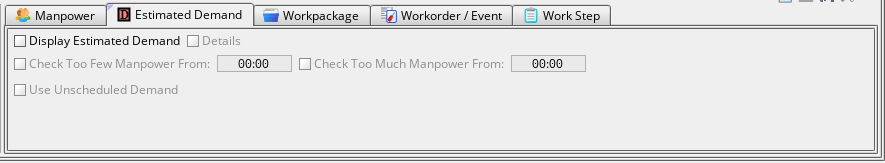 Manpower Estimated Demand Workpackage Workorder / Event Work Step
Display Estimated Demand Details
Check Too Few Manpower From: 00:00 Check Too Much Manpower From: 00:00
Use Unscheduled Demand